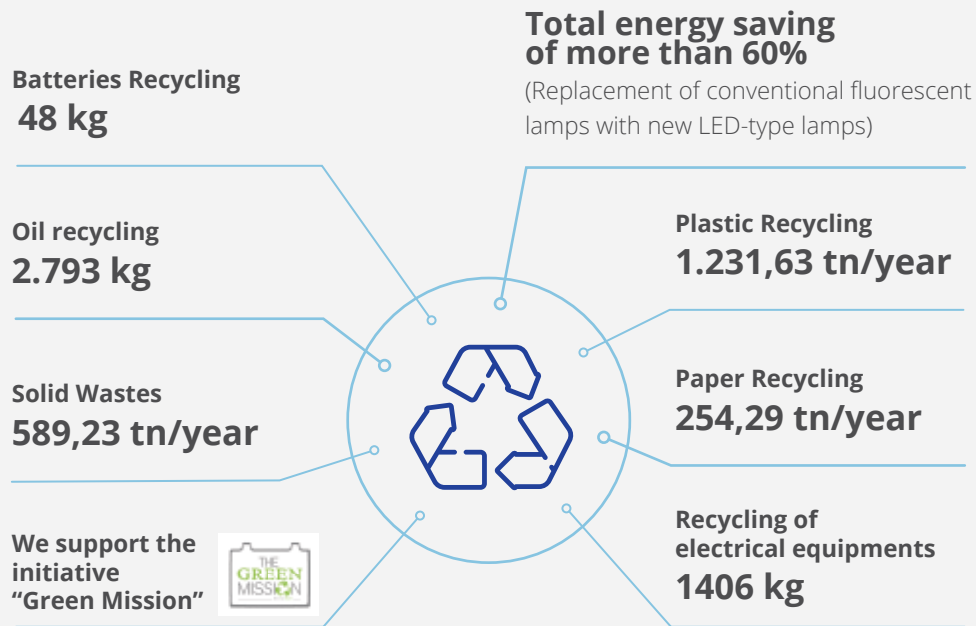 Total energy saving
of more than 60%
(Replacement of conventional fluorescent
lamps with new LED-type lamps)
Batteries Recycling
48 kg
Oil recycling
2.793 kg
Solid Wastes
589,23 tn/year
We support the
initiative
“Green Mission”
THE
GREEN
MISSION
Plastic Recycling
1.231,63 tn/year
Paper Recycling
254,29 tn/year
Recycling of
electrical equipments
1406 kg